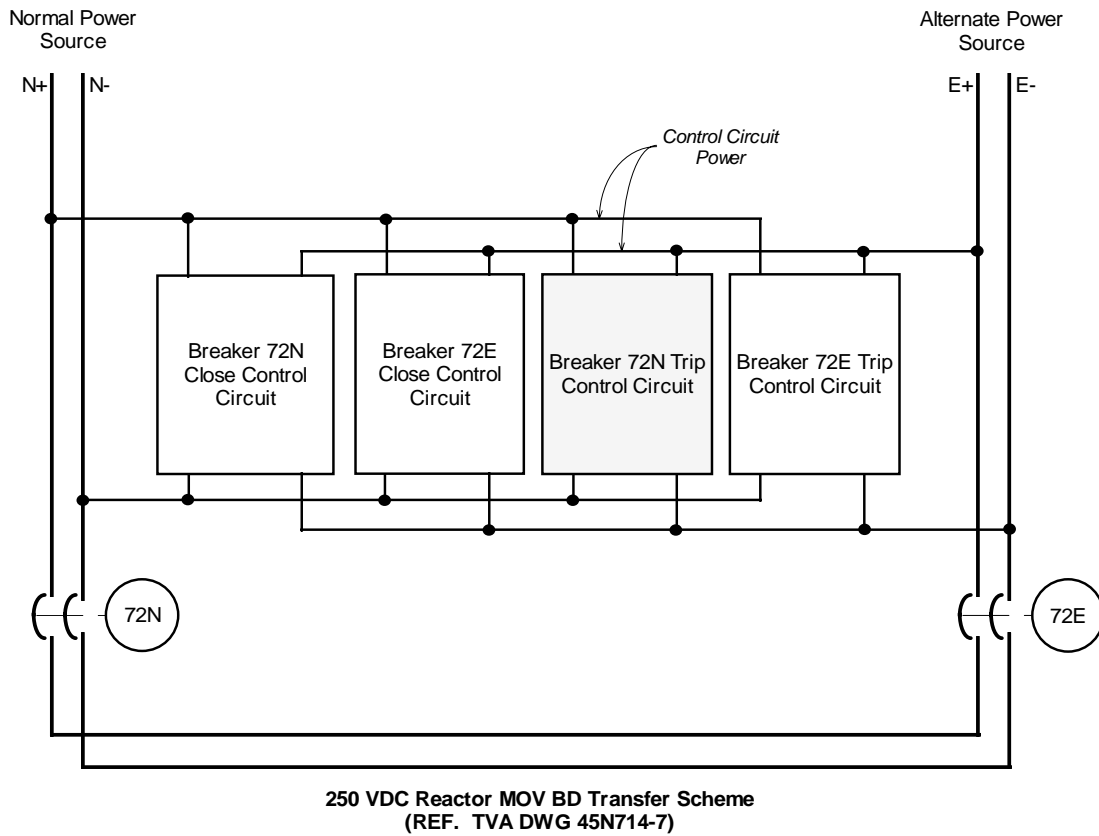 Normal Power
Source
Alternate Power
Source
N+
N-
E+
E-
Control Circuit
Power
Breaker 72N
Close Control
Circuit
Breaker 72E
Close Control
Circuit
Breaker 72N Trip
Control Circuit
Breaker 72E Trip
Control Circuit
72N
72E
250 VDC Reactor MOV BD Transfer Scheme
(REF. TVA DWG 45N714-7)